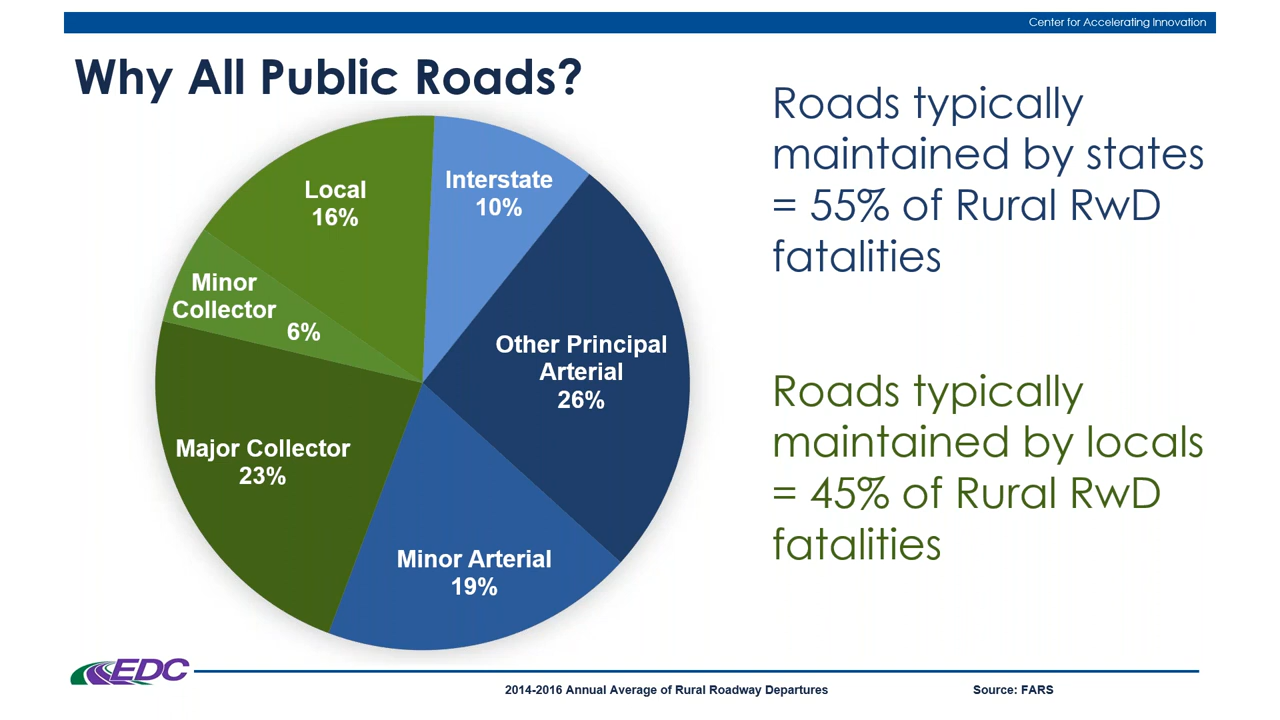 Center for Accelerating Innovation
Why All Public Roads?
Interstate
10%
Other Principal
Arterial
26%
Minor Arterial
19%
Major Collector
23%
Minor
Collector
6%
Local
16%
Roads typically
maintained by states
= 55% of Rural RwD
fatalities
Roads typically
maintained by locals
= 45% of Rural RwD
fatalities
EDC
2014-2016 Annual Average of Rural Roadway Departures
Source: FARS